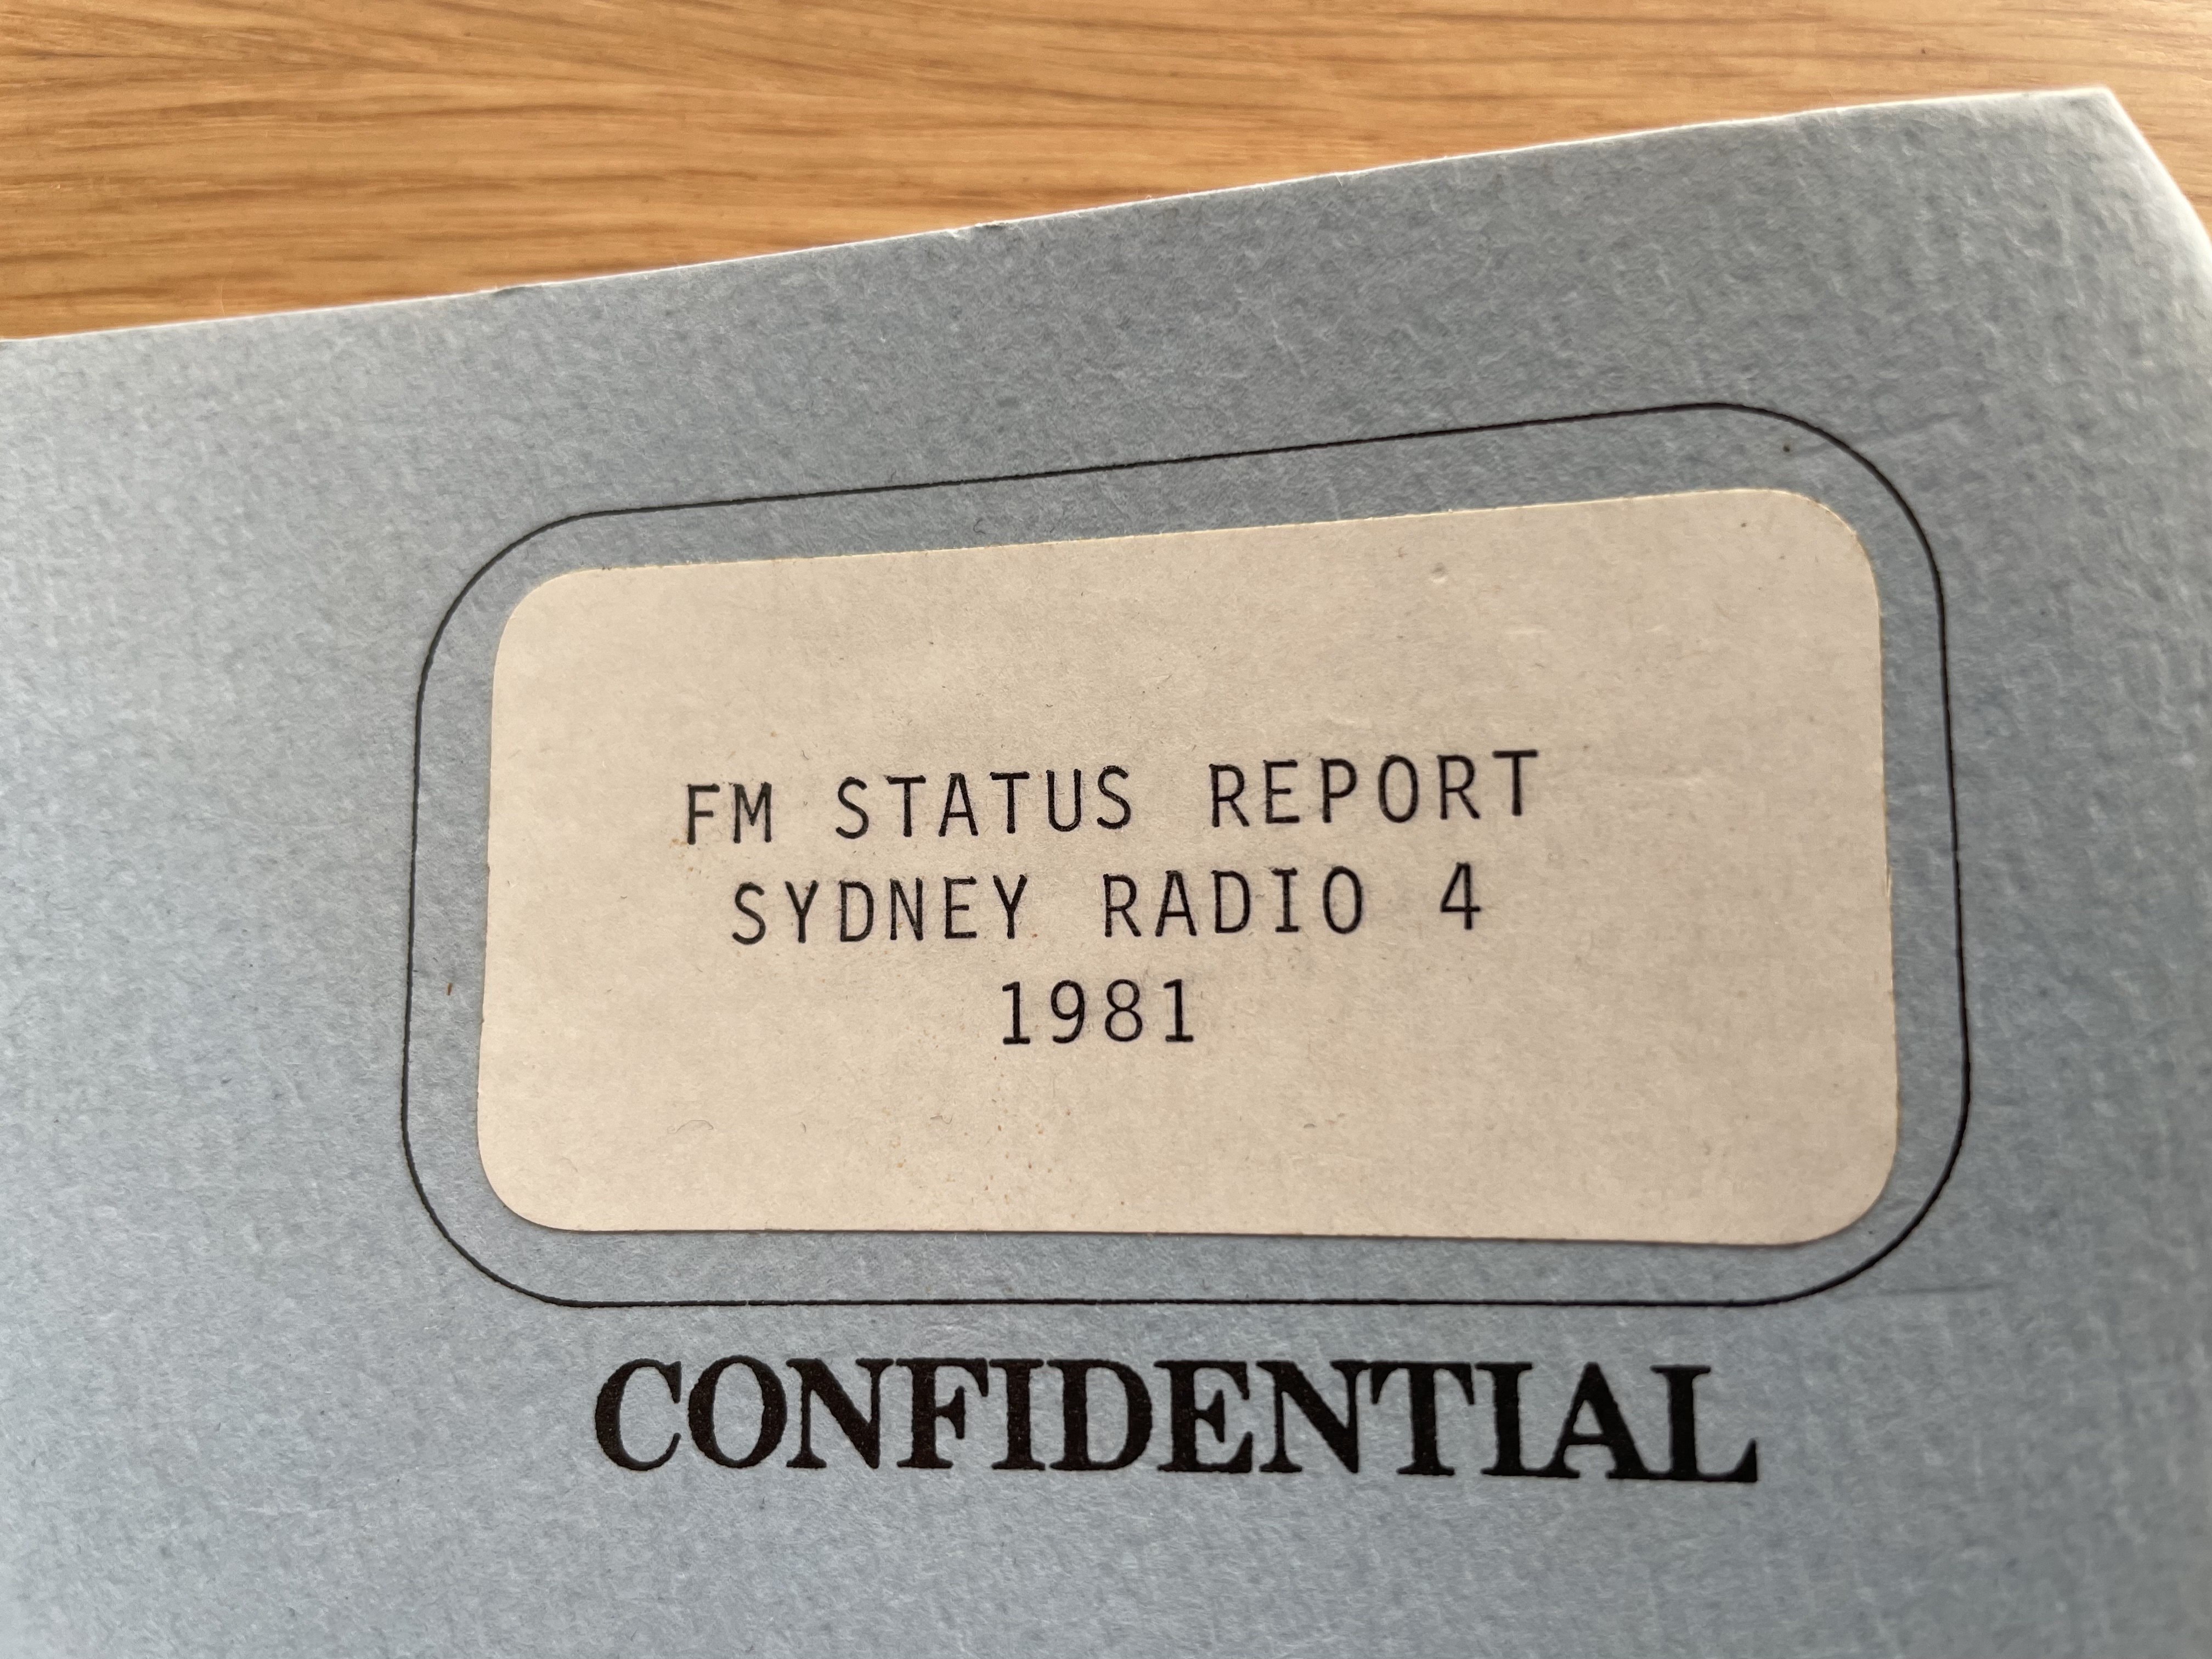 FM STATUS REPORT
SYDNEY RADIO 4
1981
CONFIDENTIAL